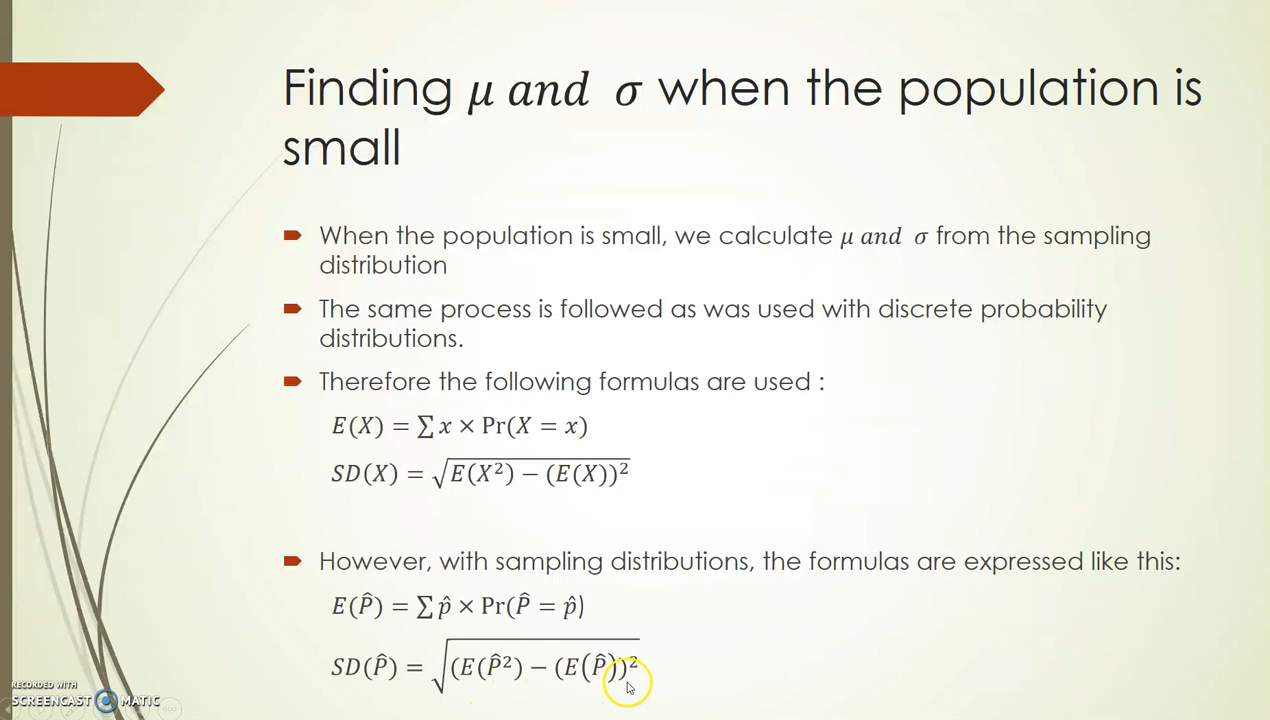 Finding 𝜇 𝑎𝑛𝑑 𝜎 when the population is
small
When the population is small, we calculate 𝜇 𝑎𝑛𝑑 𝜎 from the sampling
distribution
The same process is followed as was used with discrete probability
distributions.
Therefore the following formulas are used :
E(X) = ∑ x × Pr(X = x)
SD(X) = √(E(X²) − (E(X))²
However, with sampling distributions, the formulas are expressed like this:
E(P̂) = ∑ p̂ × Pr(P̂ = p̂)
SD(P̂) = √(E(P̂²) − (E(P̂))²
RECORDED WITH
SCREENCAST MATIC